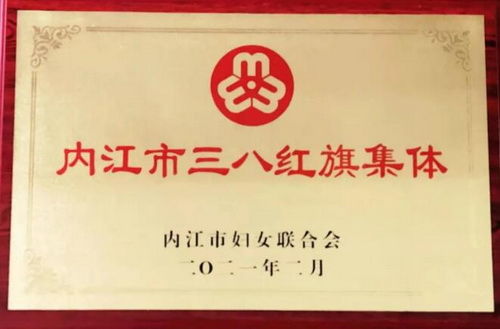 内江市三八红旗集体
内江市妇女联合会
二〇二一年二月